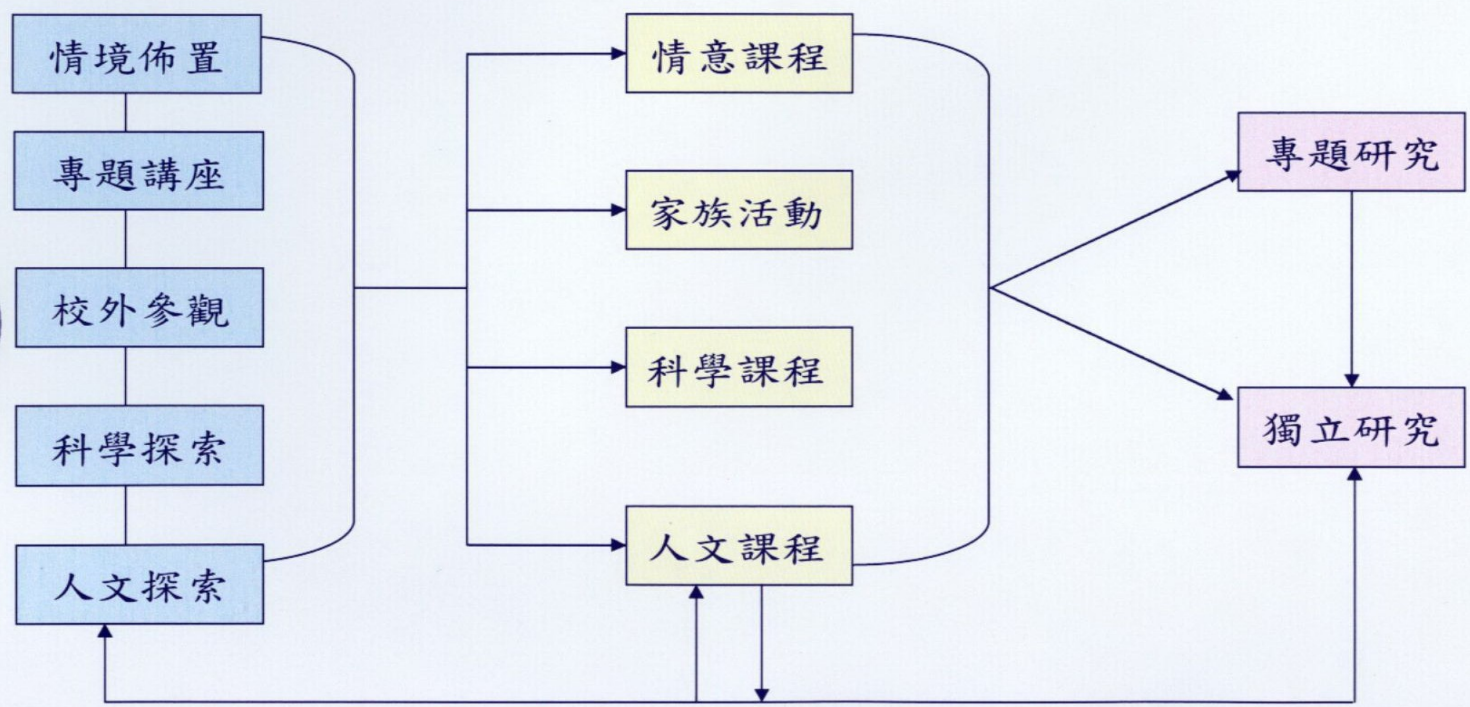 情境佈置
專題講座
校外參觀
科學探索
人文探索
情意課程
家族活動
科學課程
人文課程
專題研究
獨立研究